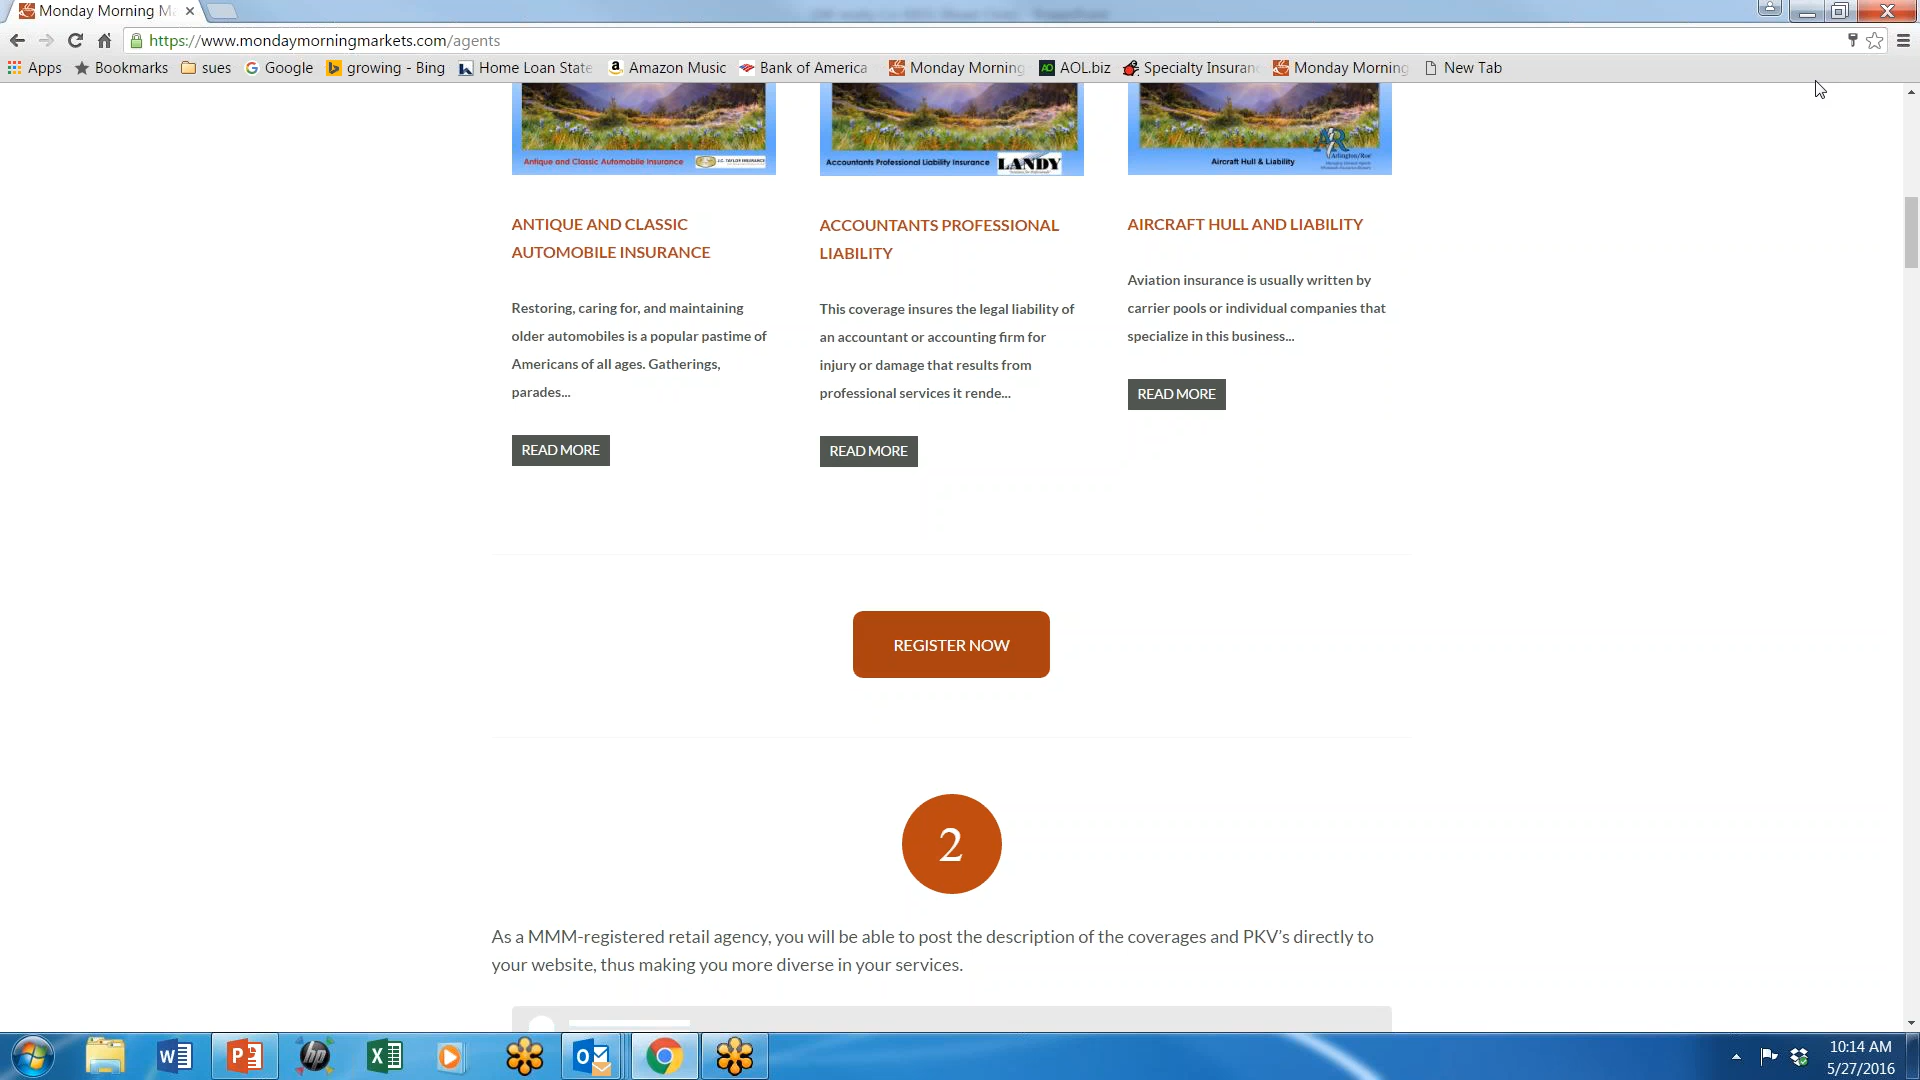 Monday Morning M
https://www.mondaymorningmarkets.com/agents
Apps Bookmarks sues Google growing - Bing Home Loan State Amazon Music Bank of America Monday Morning AOL.biz Specialty Insuran Monday Morning New Tab
Antique and Classic Automobile Insurance J.C. TAYLOR INSURANCE
Accountants Professional Liability Insurance LANDY
Aircraft Hull & Liability AR Arlington/Roe
ANTIQUE AND CLASSIC
AUTOMOBILE INSURANCE
Restoring, caring for, and maintaining
older automobiles is a popular pastime of
Americans of all ages. Gatherings,
parades...
READ MORE
ACCOUNTANTS PROFESSIONAL
LIABILITY
This coverage insures the legal liability of
an accountant or accounting firm for
injury or damage that results from
professional services it rende...
READ MORE
AIRCRAFT HULL AND LIABILITY
Aviation insurance is usually written by
carrier pools or individual companies that
specialize in this business...
READ MORE
REGISTER NOW
2
As a MMM-registered retail agency, you will be able to post the description of the coverages and PKV’s directly to
your website, thus making you more diverse in your services.
10:14 AM
5/27/2016